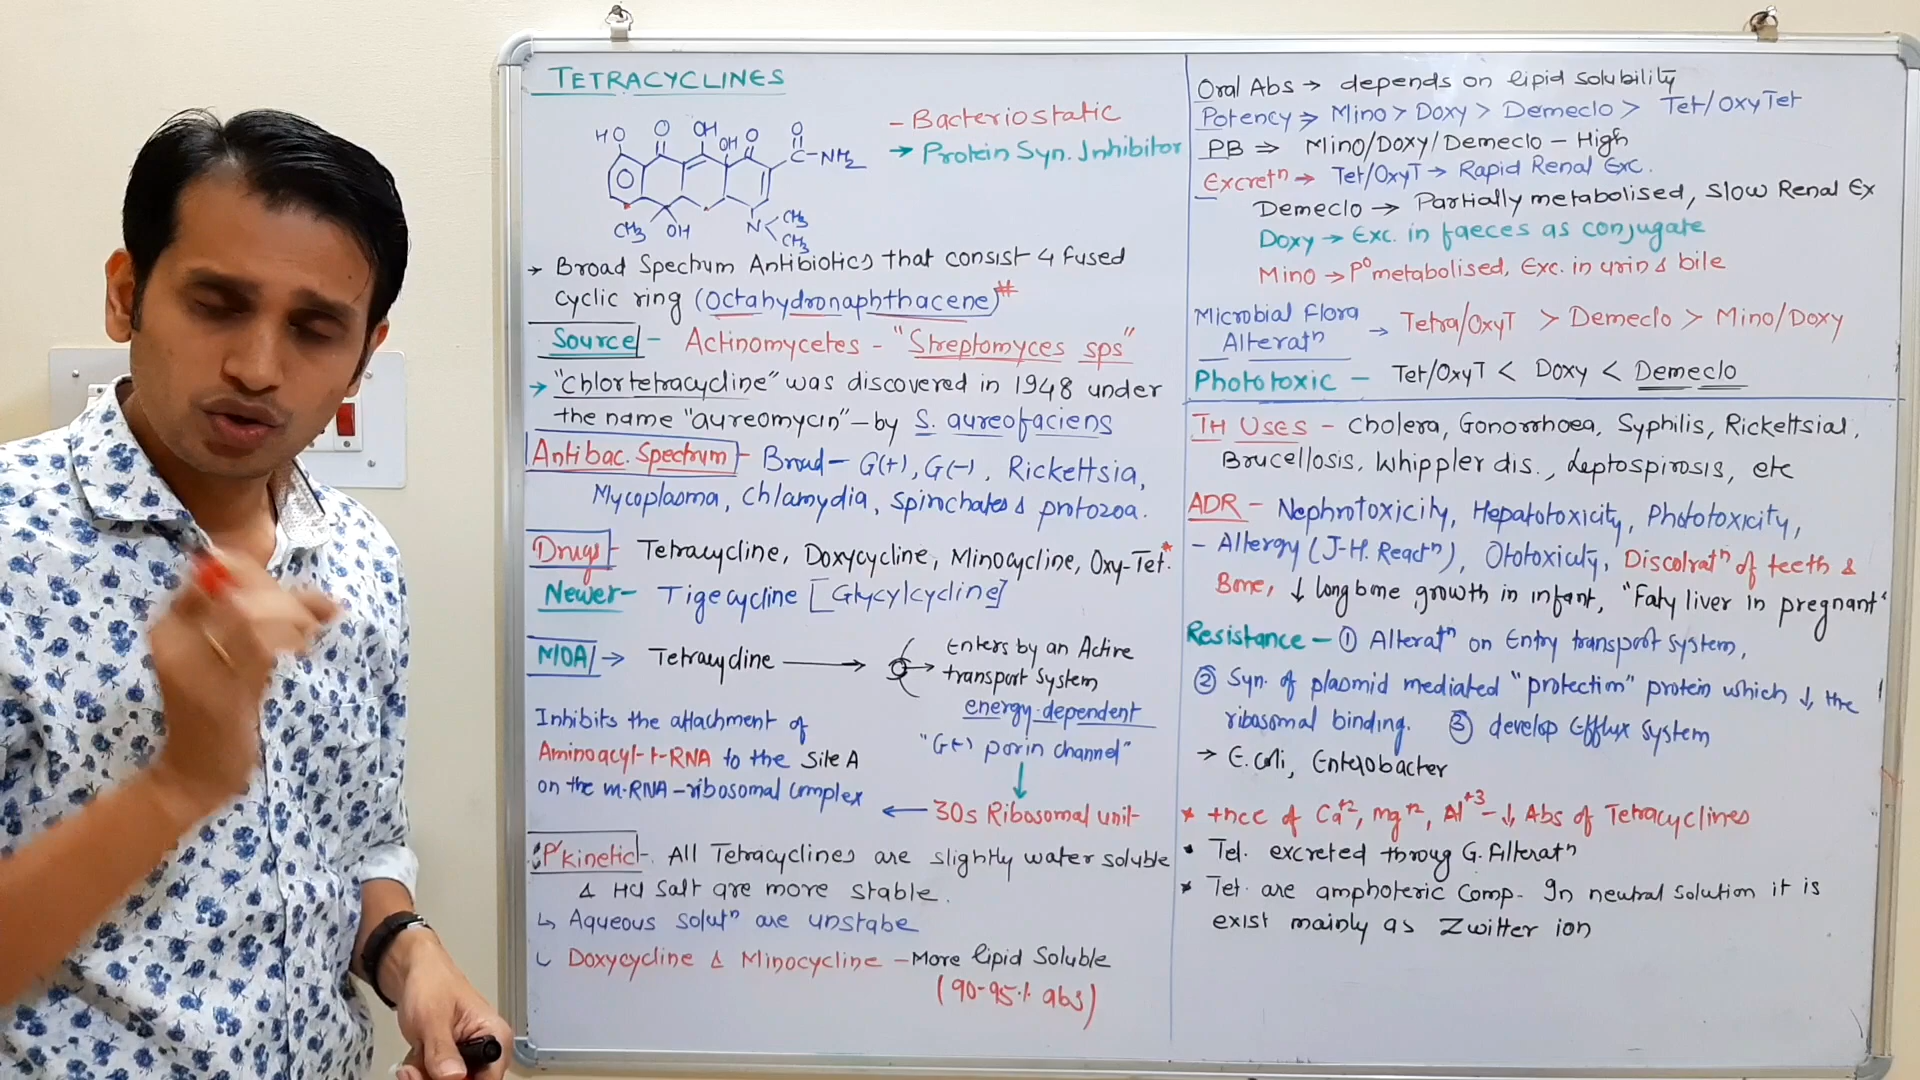 TETRACYCLINES
HO O OH OH O O
C-NH2
CH3 OH N CH3
CH3
- Bacteriostatic
→ Protein Syn. Inhibitor
→ Broad Spectrum Antibiotics that consist 4 fused
cyclic ring (Octahydronaphthacene)#
Source - Actinomycetes - "Streptomyces sps"
→ "Chlortetracycline" was discovered in 1948 under
the name "aureomycin" - by S. aureofaciens
Antibac. Spectrum - Broad - G(+), G(-), Rickettsia,
Mycoplasma, Chlamydia, Spirochates & protozoa.
Drugs - Tetracycline, Doxycycline, Minocycline, Oxy-Tet.*
Newer - Tigecycline [Glycylcycline]
MOA → Tetracycline → Enters by an Active
transport System
energy-dependent
"G(-) porin channel"
↓
30s Ribosomal unit
←
Inhibits the attachment of
Aminoacyl-t-RNA to the Site A
on the m-RNA-ribosomal complex
P'kinetic - All Tetracyclines are slightly water soluble
& HCl Salt are more stable.
↳ Aqueous solutⁿ are unstabe
↳ Doxycycline & Minocycline - More lipid Soluble
(90-95% abs)
Oral Abs → depends on lipid solubility
Potency → Mino > Doxy > Demeclo > Tet/OxyTet
PB ⇒ Mino/Doxy/Demeclo - High
Excretⁿ → Tet/OxyT → Rapid Renal Exc.
Demeclo → Partially metabolised, Slow Renal Ex
Doxy → Exc. in faeces as conjugate
Mino → P⁰ metabolised, Exc. in urin & bile
Microbial Flora
Alteratⁿ → Tetra/OxyT > Demeclo > Mino/Doxy
Phototoxic - Tet/OxyT < Doxy < Demeclo
TH USES - Cholera, Gonorrhoea, Syphilis, Rickettsial,
Brucellosis, Whippler dis., Leptospirosis, etc
ADR - Nephrotoxicity, Hepatotoxicity, Phototoxicity,
- Allergy (J-H. Reactⁿ), Ototoxicity, Discolratⁿ of teeth &
Bone, ↓ long bone growth in infant, "Faty liver in pregnant"
Resistance - ① Alteratⁿ on Entry transport system,
② Syn. of plasmid mediated "protection" protein which ↓ the
ribosomal binding. ③ develop Efflux system
→ E. coli, Enterobacter
* +nce of Ca+2, mg+2, Al+3 - ↓ Abs of Tetracyclines
• Tet. excreted throug G. filteratⁿ
* Tet. are amphoteric Comp. In neutral solution it is
exist mainly as Zwitter ion